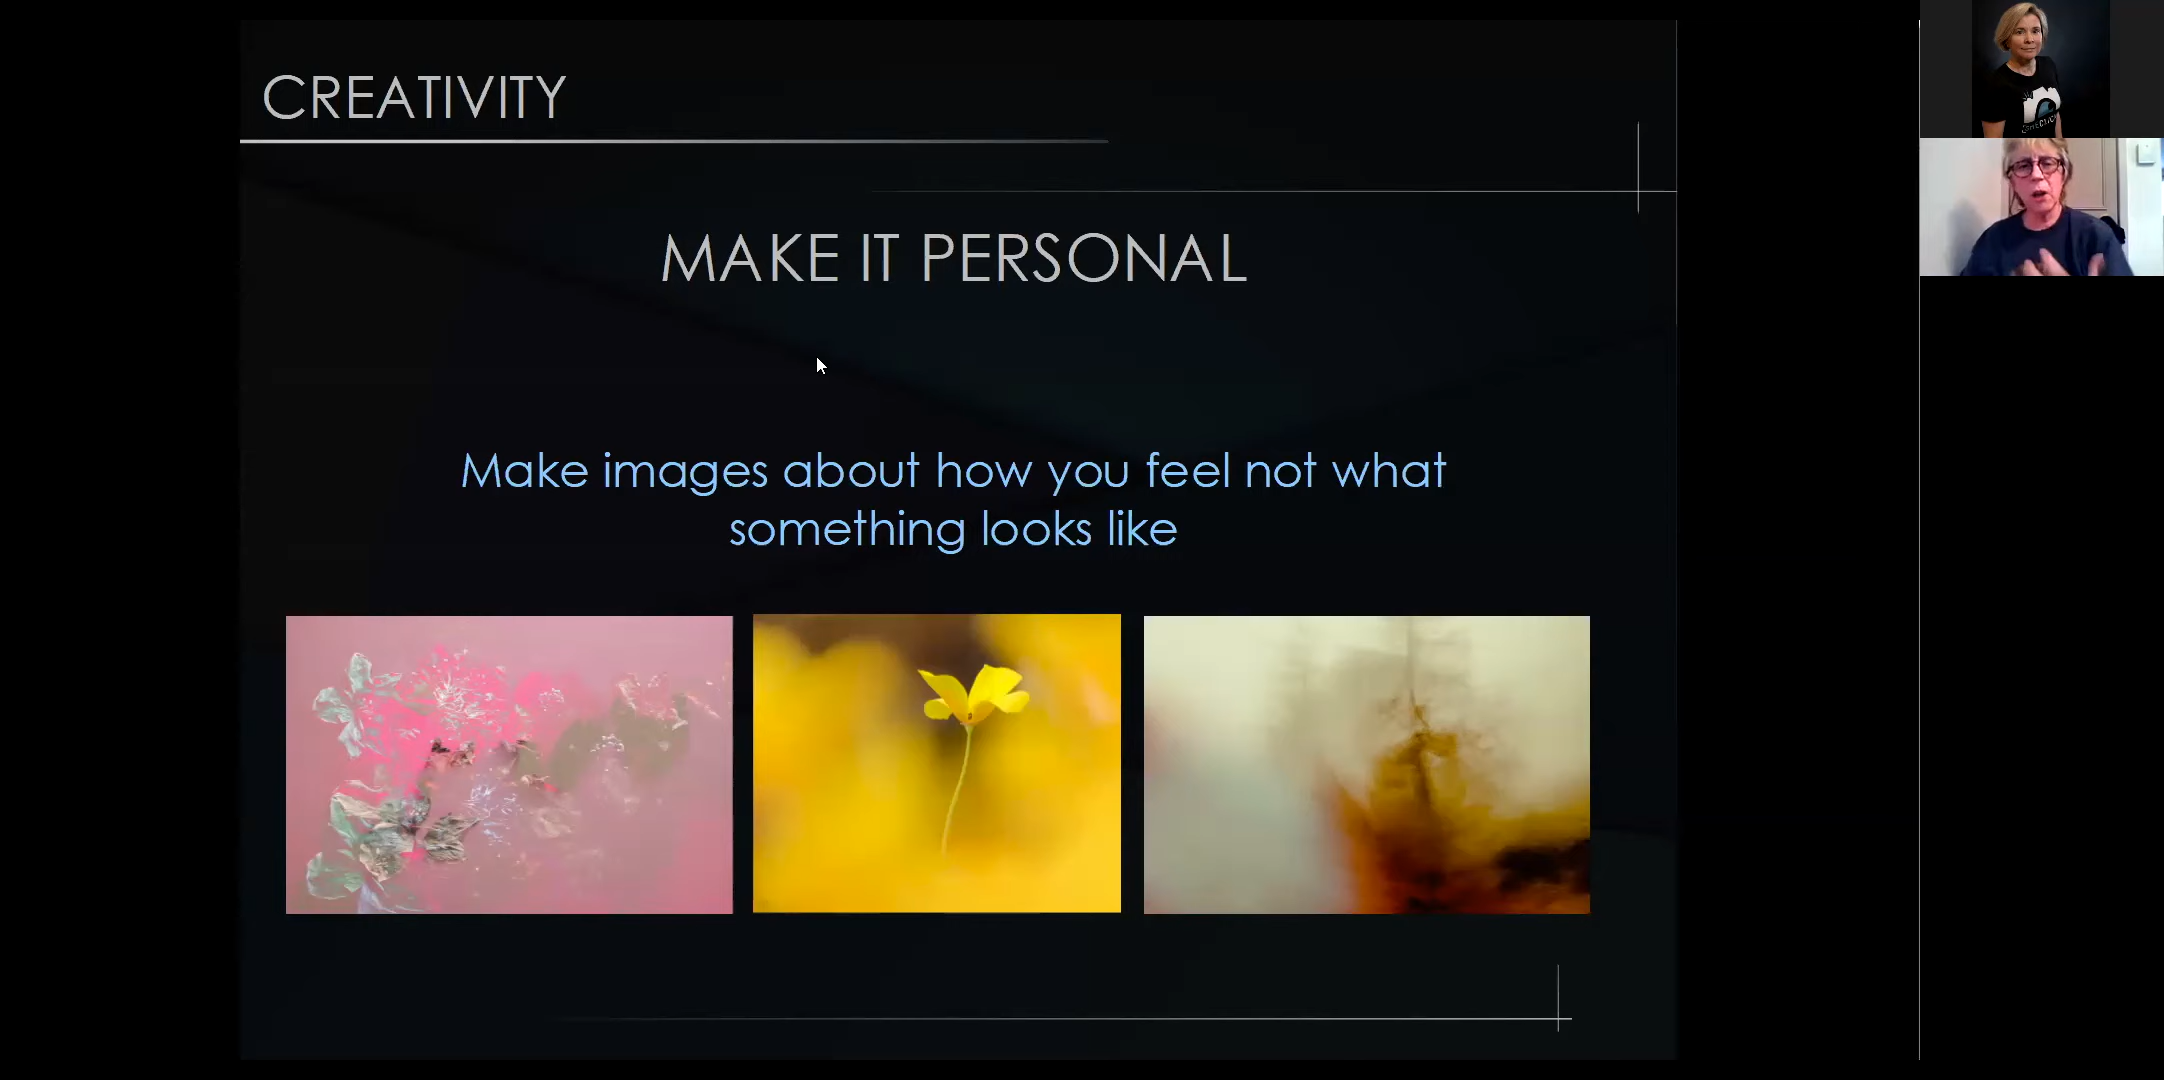 CREATIVITY
MAKE IT PERSONAL
Make images about how you feel not what
something looks like